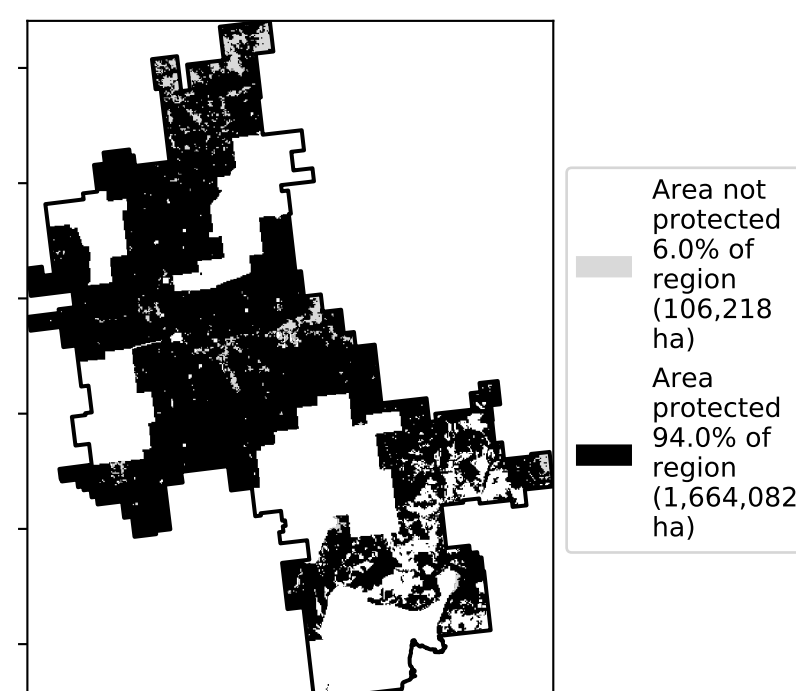 Area not
protected
6.0% of
region
(106,218
ha)
Area
protected
94.0% of
region
(1,664,082
ha)